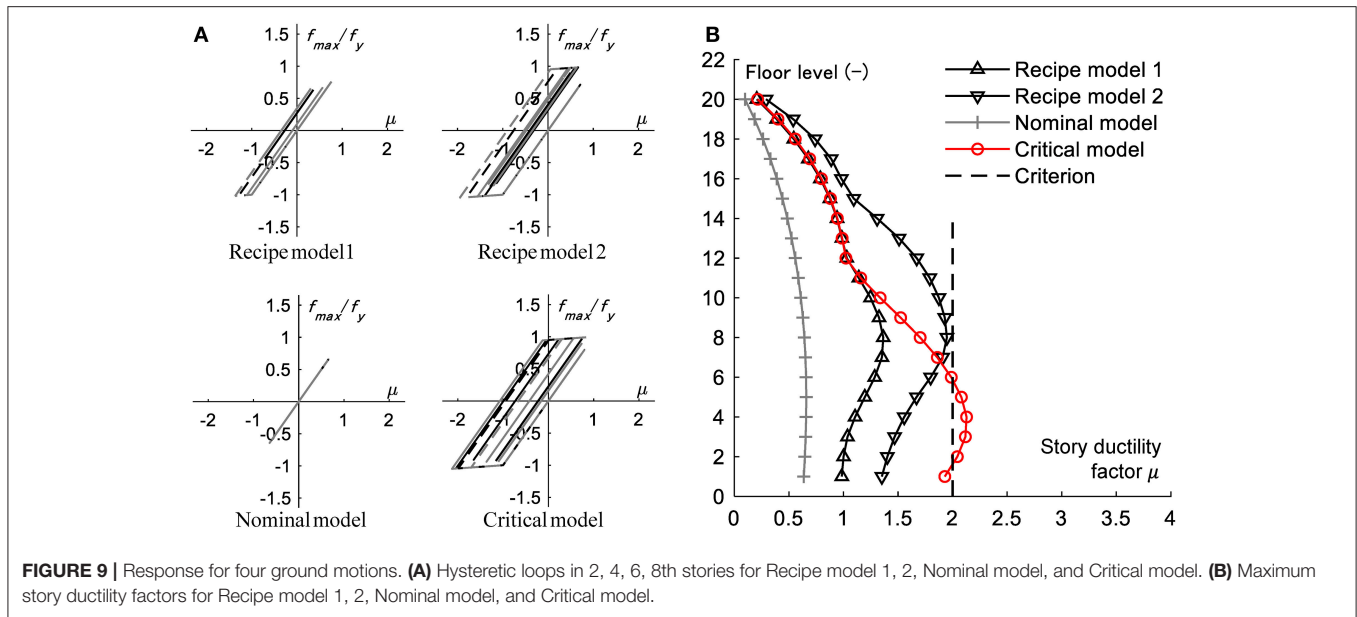 A
1.5
f_max/f_y
0.5
μ
-2
-1
1
2
-0.5
-1
-1.5
Recipe model 1
1.5
f_max/f_y
1
0.5
μ
-2
-1
1
2
-0.5
-1
-1.5
Recipe model 2
1.5
f_max/f_y
1
0.5
μ
-2
-1
1
2
-0.5
-1
-1.5
Nominal model
1.5
f_max/f_y
1
0.5
μ
-2
-1
1
2
-0.5
-1
-1.5
Critical model
B
22
20
18
16
14
12
10
8
6
4
2
0
Floor level (-)
Recipe model 1
Recipe model 2
Nominal model
Critical model
Criterion
Story ductility
factor μ
0 0.5 1 1.5 2 2.5 3 3.5 4
FIGURE 9 | Response for four ground motions. (A) Hysteretic loops in 2, 4, 6, 8th stories for Recipe model 1, 2, Nominal model, and Critical model. (B) Maximum
story ductility factors for Recipe model 1, 2, Nominal model, and Critical model.